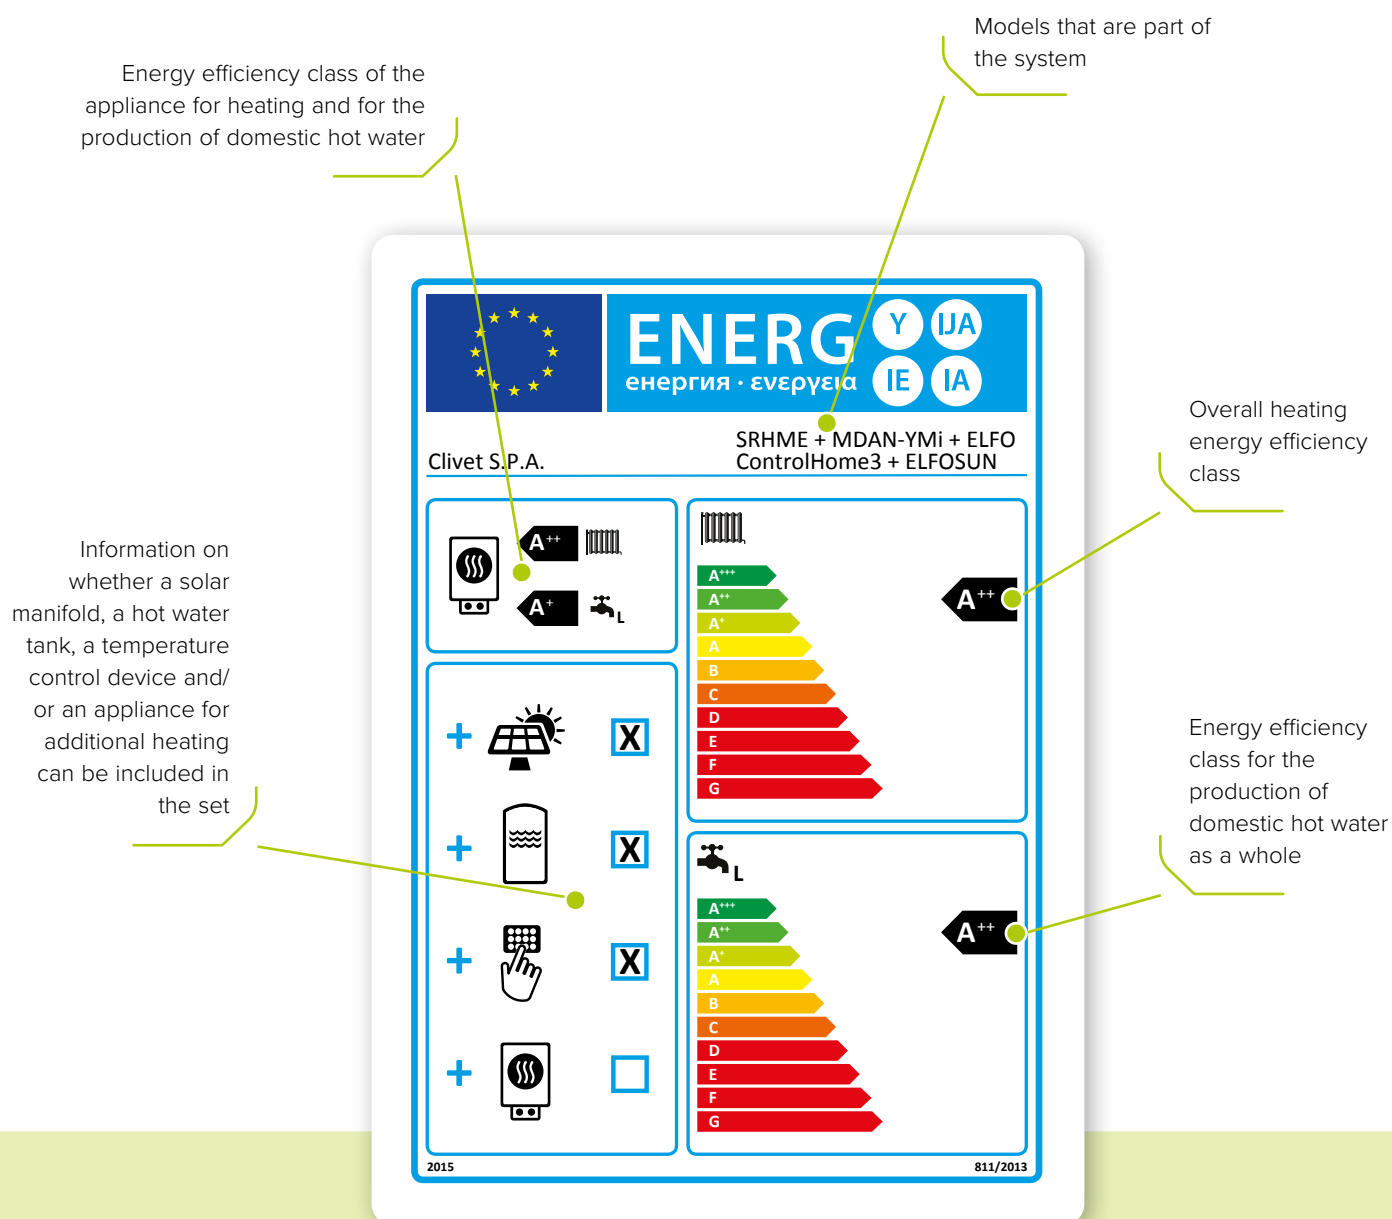 Models that are part of
the system
Energy efficiency class of the
appliance for heating and for the
production of domestic hot water
ENERG
енергия · ενεργεια
Y
IJA
IE
IA
Clivet S.P.A.
SRHME + MDAN-YMi + ELFO
ControlHome3 + ELFOSUN
Overall heating
energy efficiency
class
Information on
whether a solar
manifold, a hot water
tank, a temperature
control device and/
or an appliance for
additional heating
can be included in
the set
A++
A+
L
+ X
+ X
+ X
+
A+++
A++
A+
A
B
C
D
E
F
G
A++
Energy efficiency
class for the
production of
domestic hot water
as a whole
L
A+++
A++
A+
A
B
C
D
E
F
G
A++
2015
811/2013